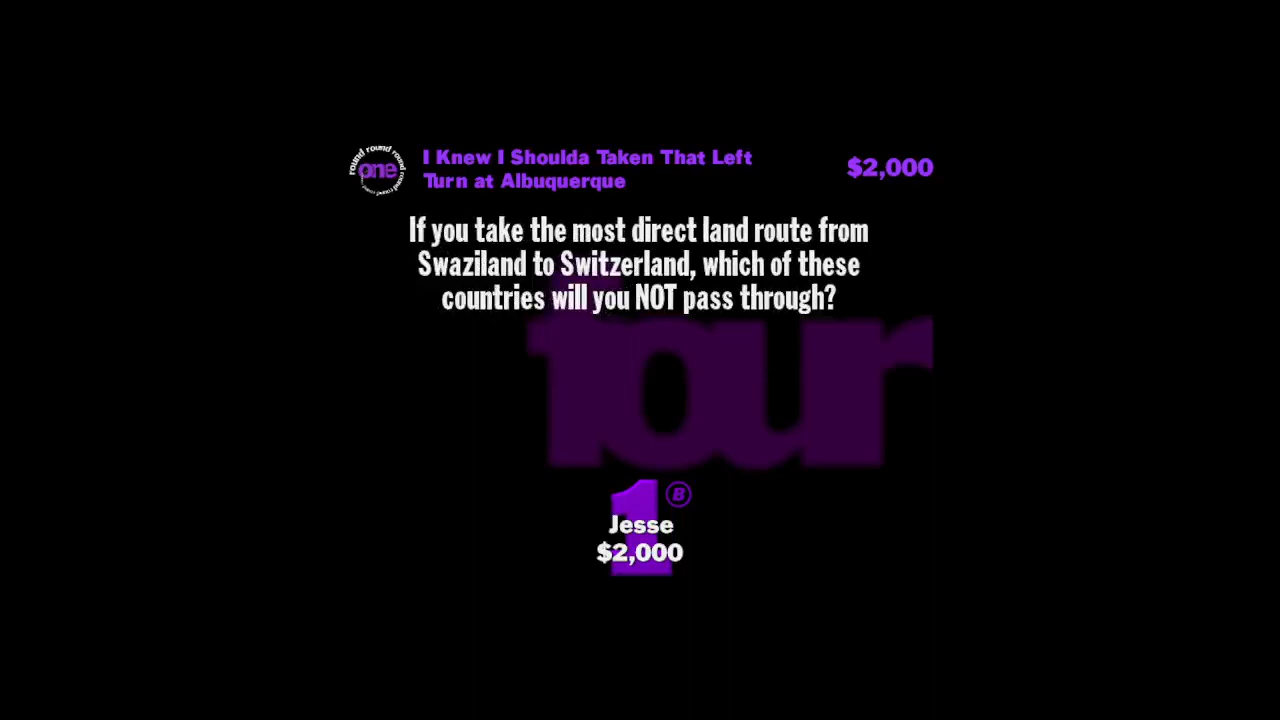 round round round
one
I Knew I Shoulda Taken That Left
Turn at Albuquerque
$2,000
If you take the most direct land route from
Swaziland to Switzerland, which of these
countries will you NOT pass through?
four
1 B
Jesse
$2,000